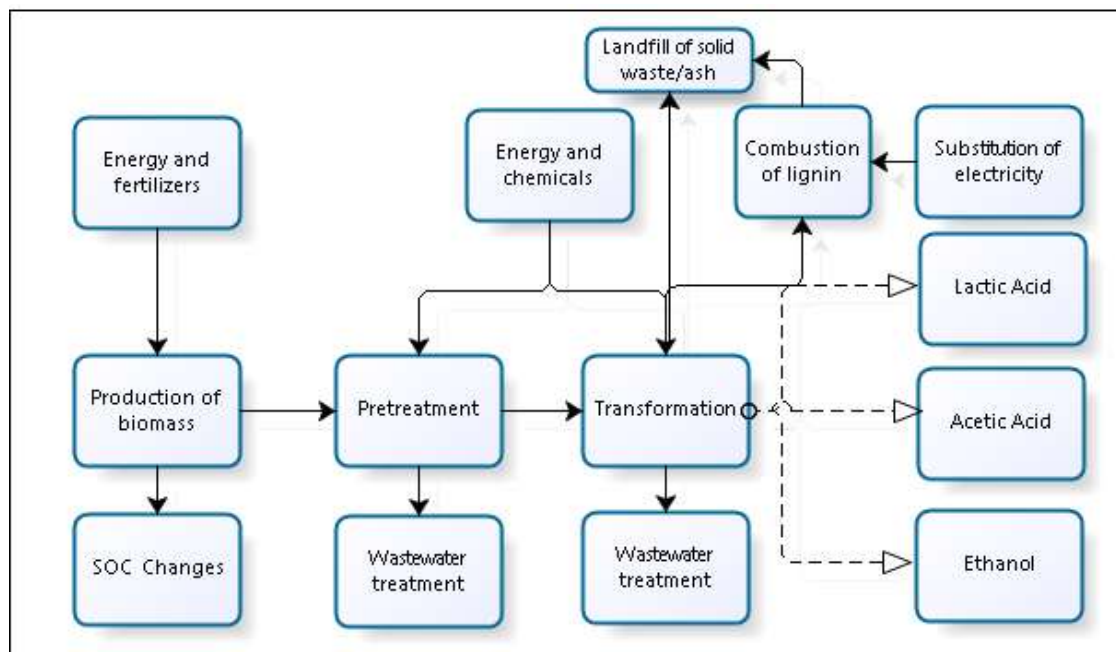 Landfill of solid
waste/ash
Energy and
fertilizers
Energy and
chemicals
Combustion
of lignin
Substitution of
electricity
Lactic Acid
Production of
biomass
Pretreatment
Transformation
Acetic Acid
SOC Changes
Wastewater
treatment
Wastewater
treatment
Ethanol